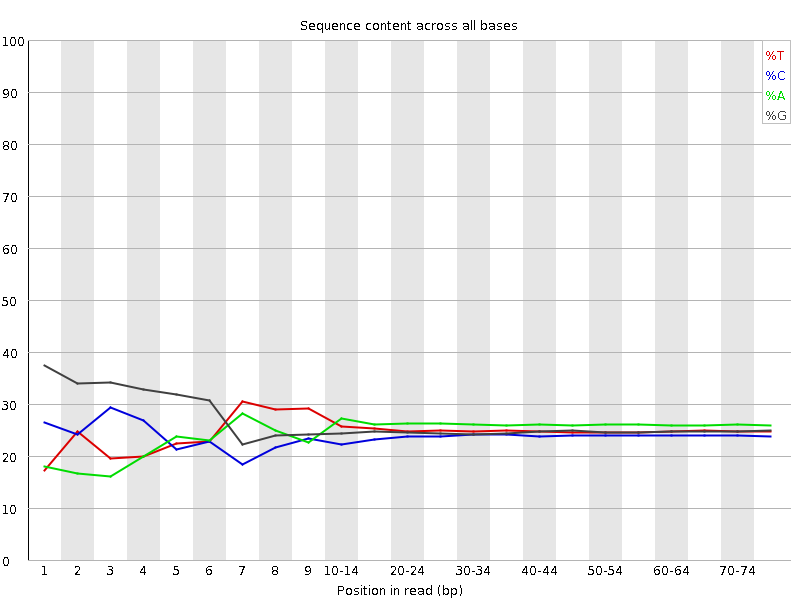 Sequence content across all bases
100
90
80
70
60
50
40
30
20
10
0
%T
%C
%A
%G
1 2 3 4 5 6 7 8 9 10-14 20-24 30-34 40-44 50-54 60-64 70-74
Position in read (bp)